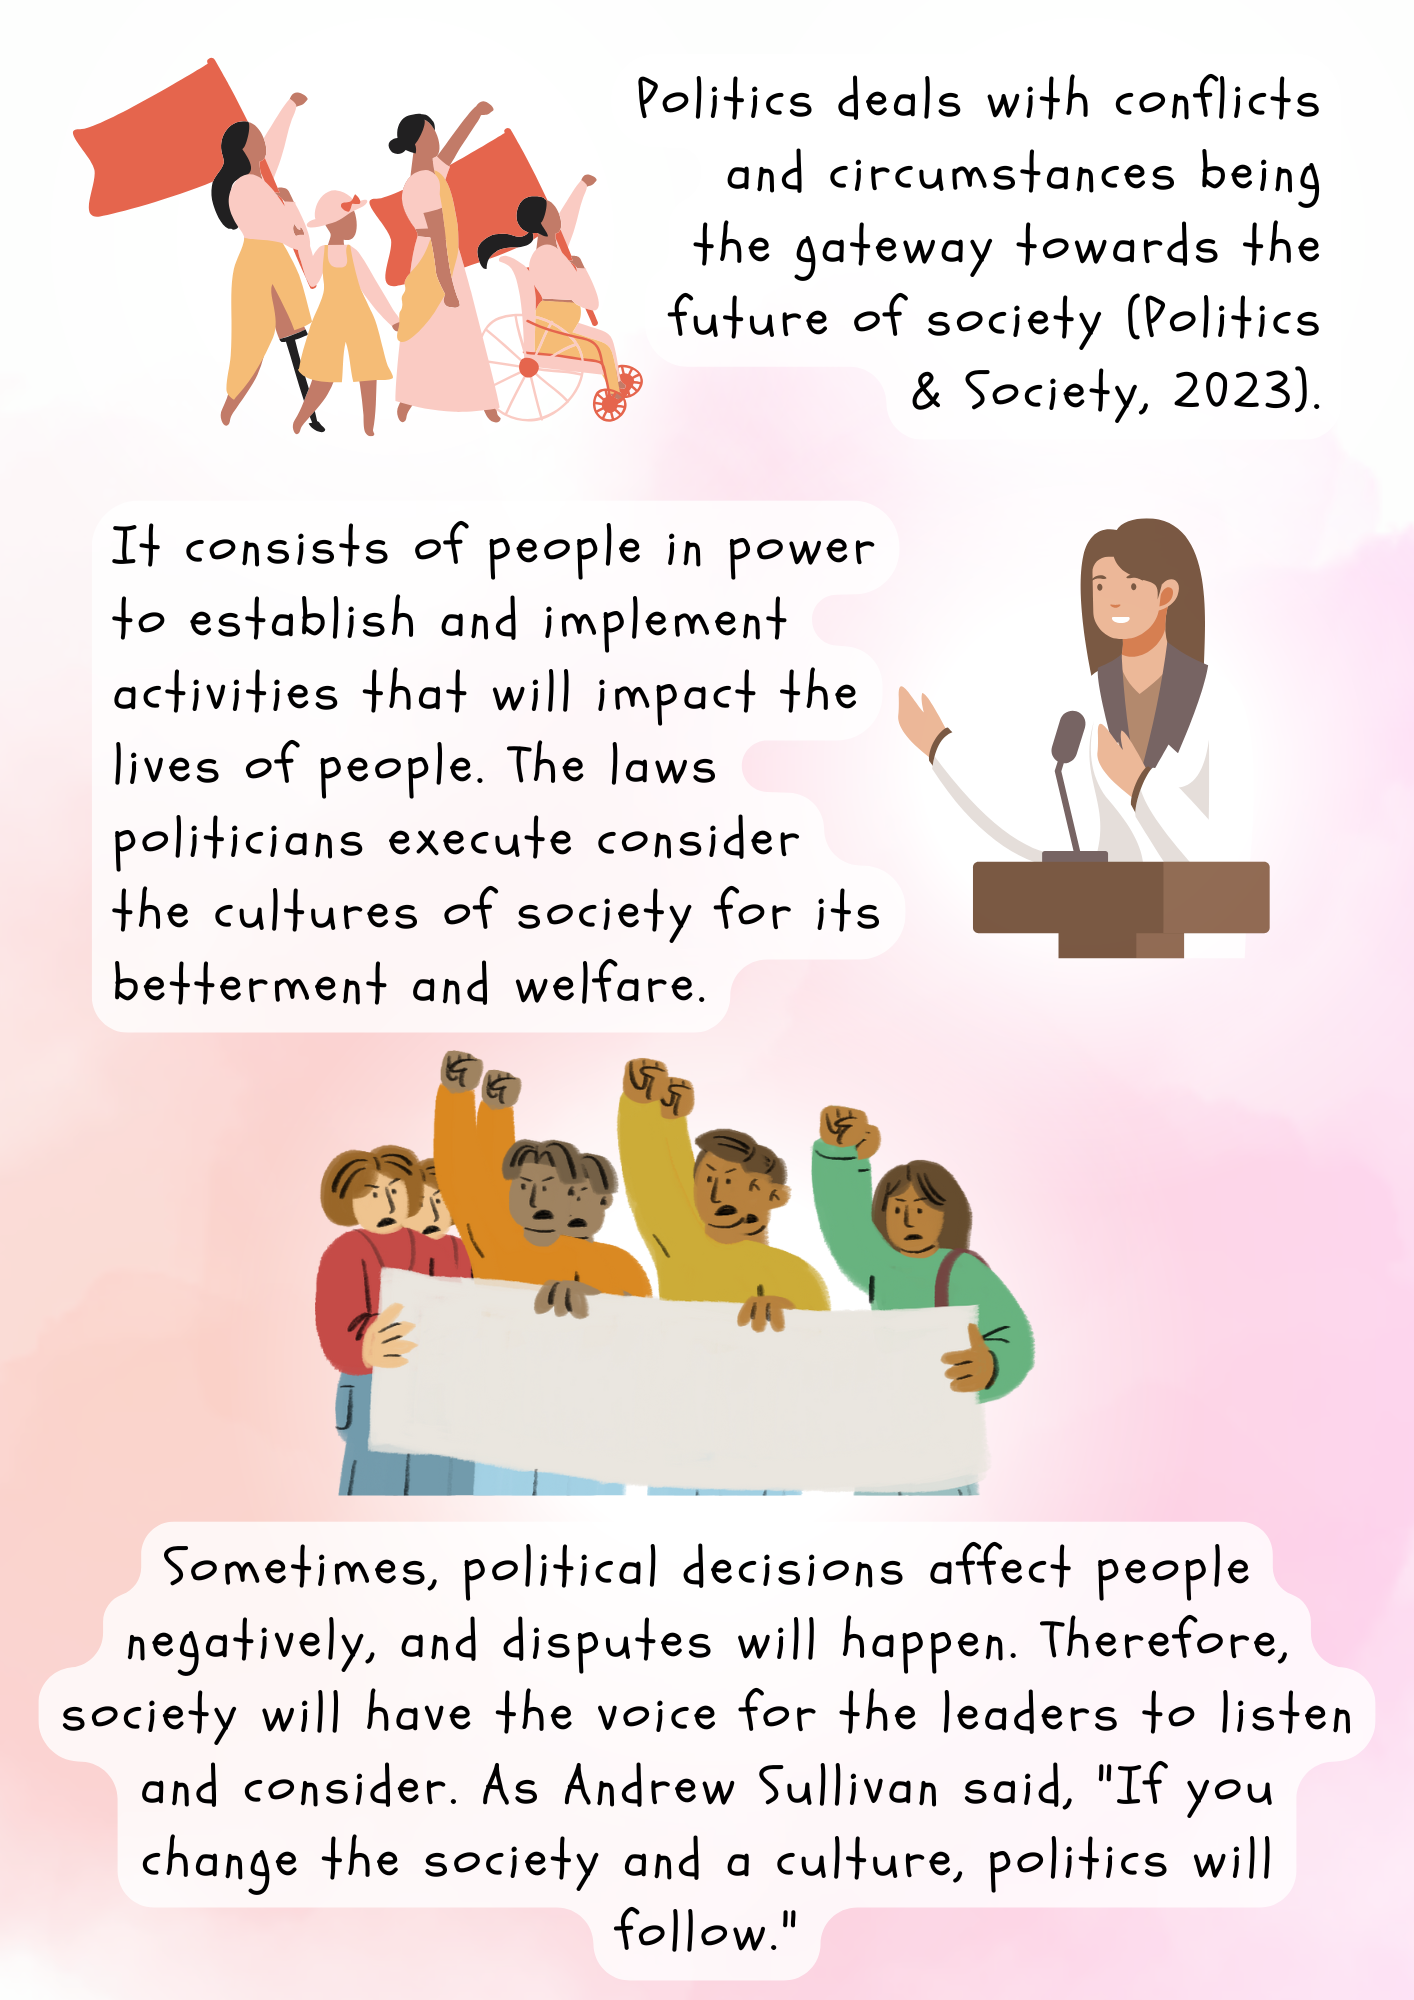 Politics deals with conflicts
and circumstances being
the gateway towards the
future of society (Politics
& Society, 2023).
It consists of people in power
to establish and implement
activities that will impact the
lives of people. The laws
politicians execute consider
the cultures of society for its
betterment and welfare.
Sometimes, political decisions affect people
negatively, and disputes will happen. Therefore,
society will have the voice for the leaders to listen
and consider. As Andrew Sullivan said, "If you
change the society and a culture, politics will
follow."